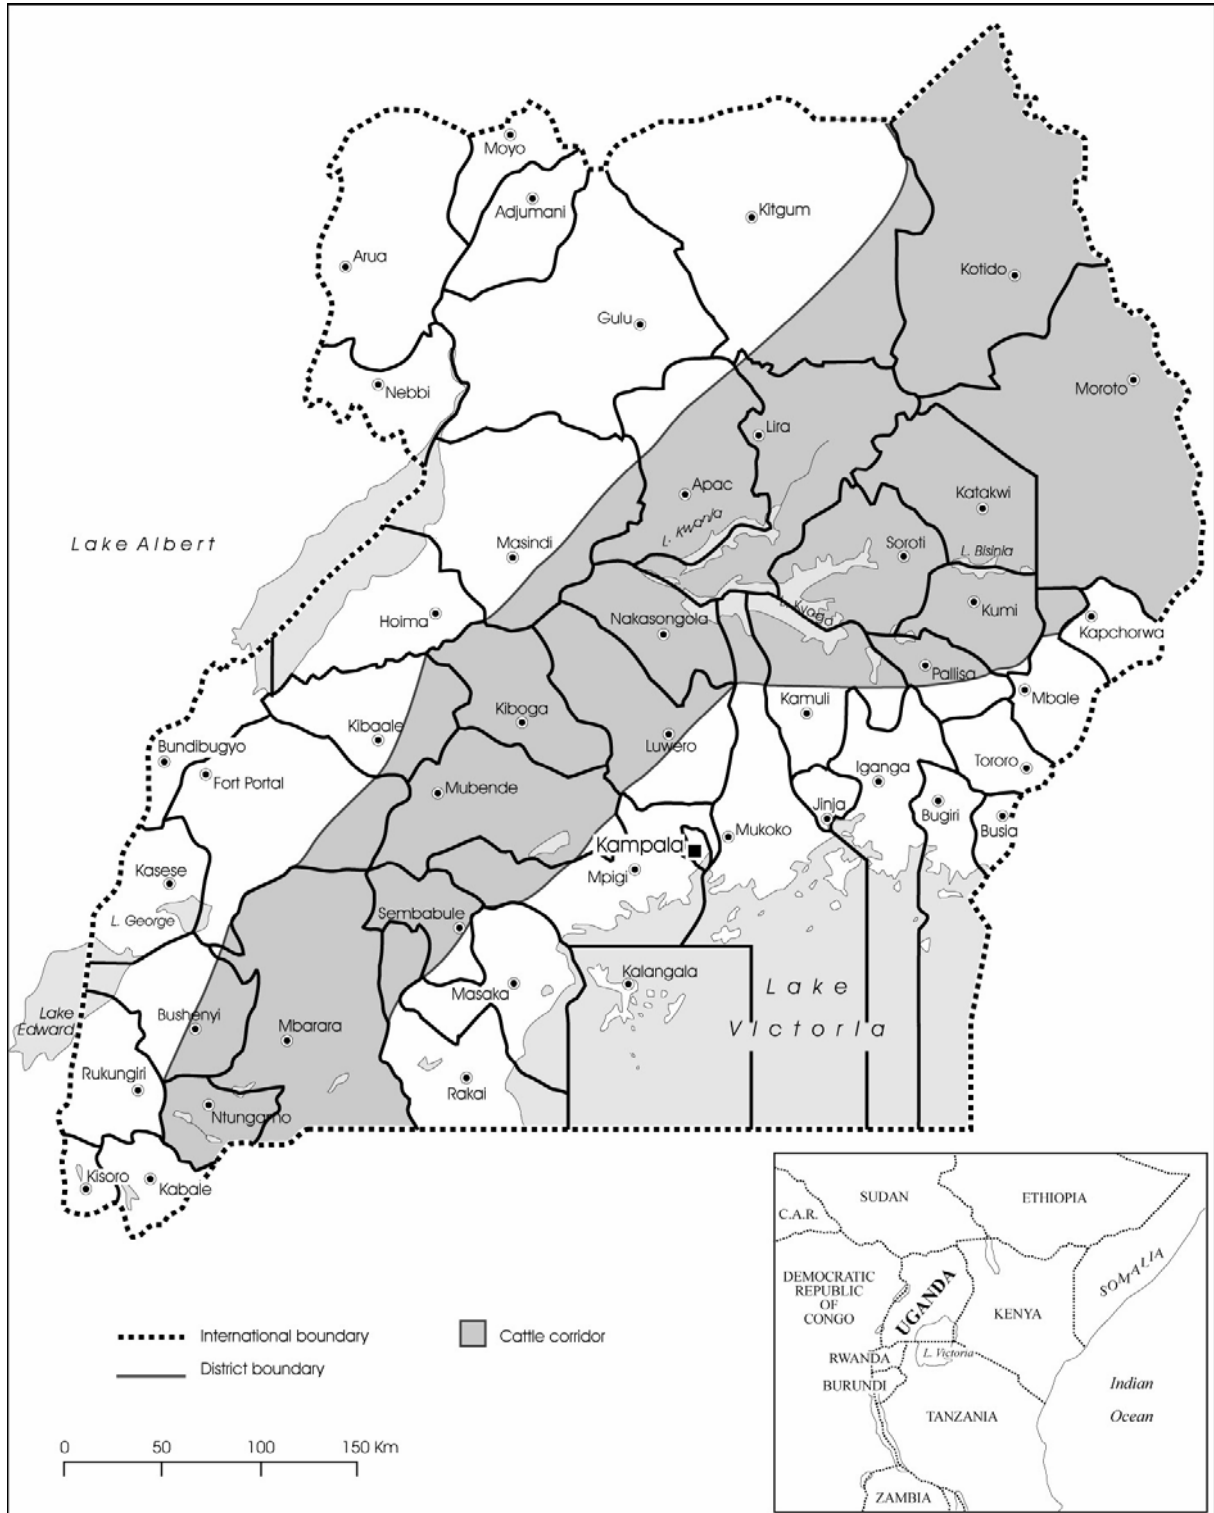 Moyo
Adjumani
Kitgum
Arua
Kotido
Gulu
Nebbi
Moroto
Lira
Apac
Katakwi
L. Kwania
Lake Albert
Masindi
Soroti
L. Bisinia
Hoima
Nakasongola
L. Kyoga
Kumi
Kapchorwa
Pallisa
Mbale
Kamuli
Kibaale
Kiboga
Luwero
Bundibugyo
Fort Portal
Iganga
Tororo
Mubende
Jinja
Bugiri
Busia
Mukoko
Kampala
Mpigi
Kasese
L. George
Sembabule
Kalangala
Masaka
Lake
Victoria
Lake
Edward
Bushenyi
Mbarara
Rukungiri
Rakai
Ntungamo
Kisoro
Kabale
International boundary
Cattle corridor
District boundary
0 50 100 150 Km
SUDAN
ETHIOPIA
C.A.R.
SOMALIA
DEMOCRATIC
REPUBLIC
OF
CONGO
UGANDA
KENYA
RWANDA
L. Victoria
BURUNDI
TANZANIA
Indian
Ocean
ZAMBIA